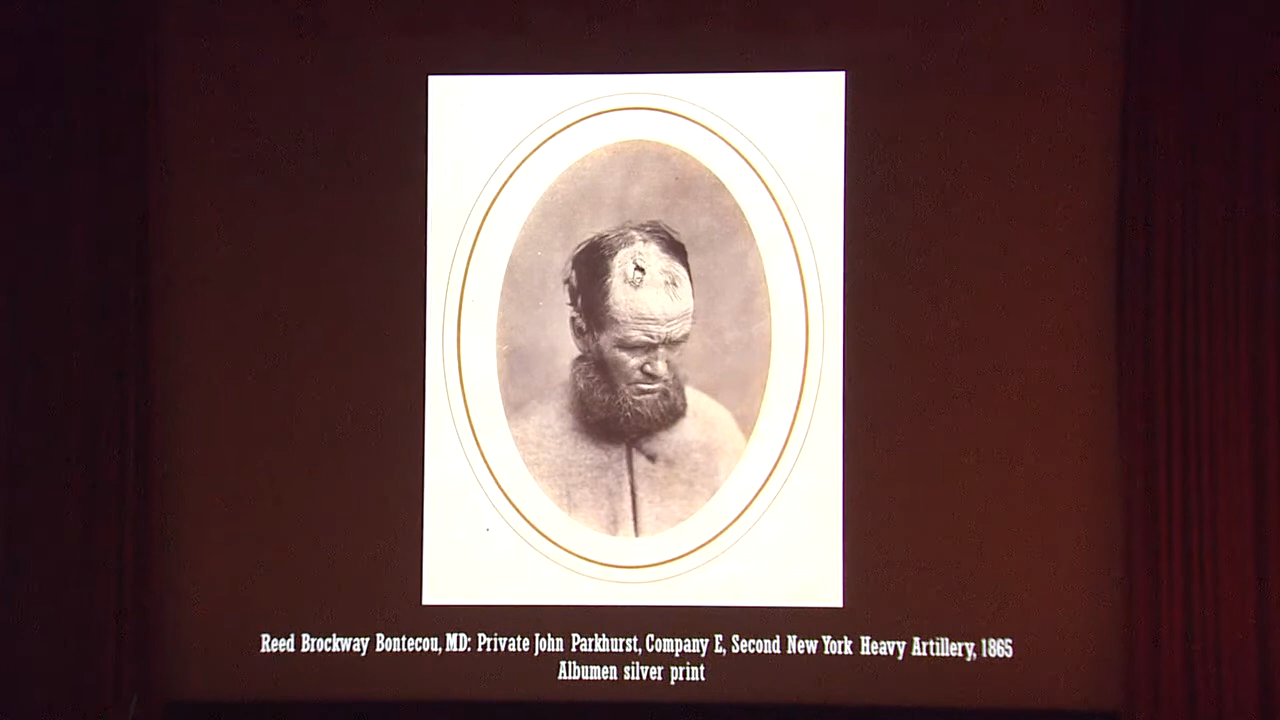 Reed Brockway Bontecou, MD: Private John Parkhurst, Company E, Second New York Heavy Artillery, 1865
Albumen silver print